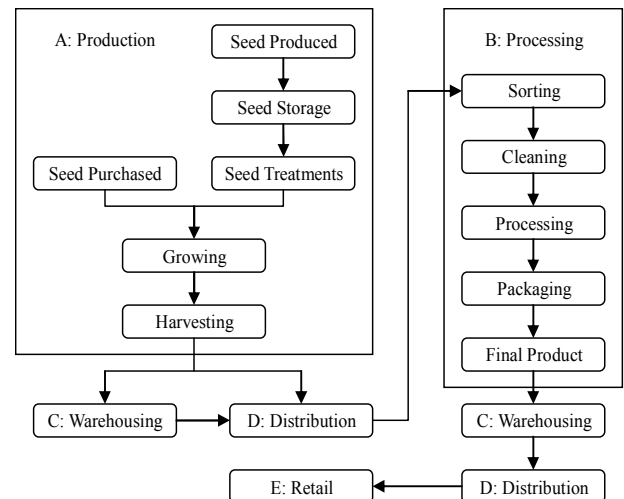 A: Production
Seed Produced
Seed Storage
Seed Purchased
Seed Treatments
Growing
Harvesting
C: Warehousing
D: Distribution
B: Processing
Sorting
Cleaning
Processing
Packaging
Final Product
C: Warehousing
D: Distribution
E: Retail